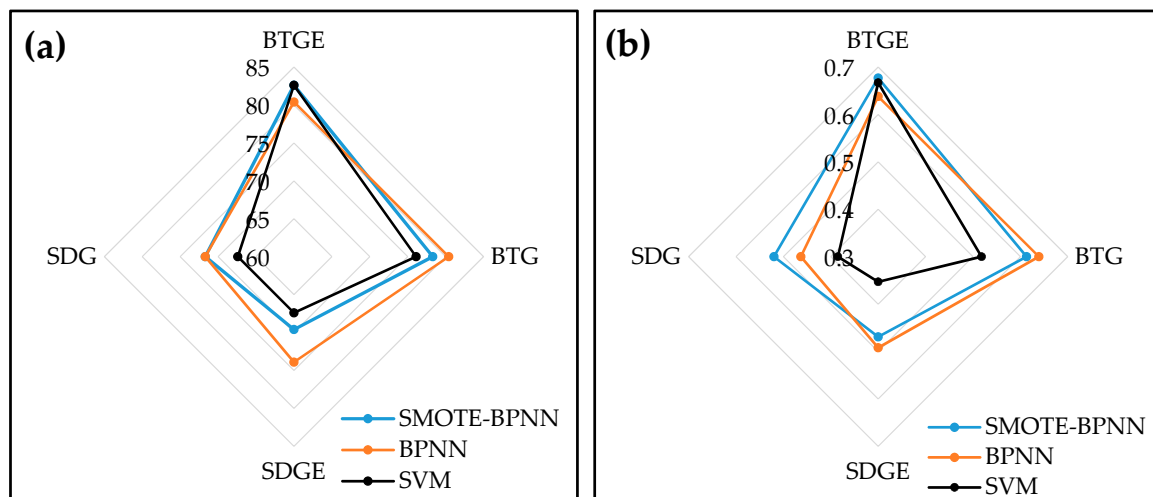 (a)
BTGE
85
80
75
70
65
60
SDG
BTG
SDGE
SMOTE-BPNN
BPNN
SVM
(b)
BTGE
0.7
0.6
0.5
0.4
0.3
SDG
BTG
SDGE
SMOTE-BPNN
BPNN
SVM